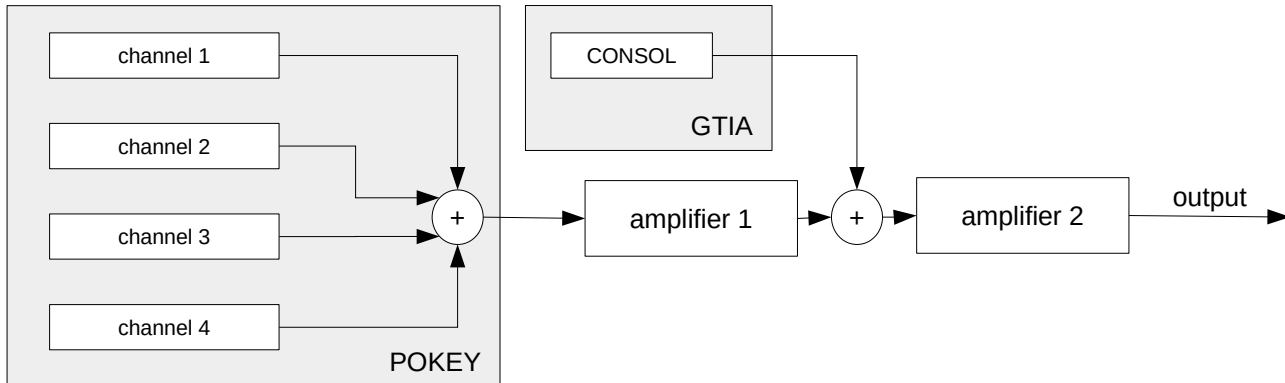 channel 1
channel 2
channel 3
channel 4
+
POKEY
CONSOL
GTIA
amplifier 1
+
amplifier 2
output